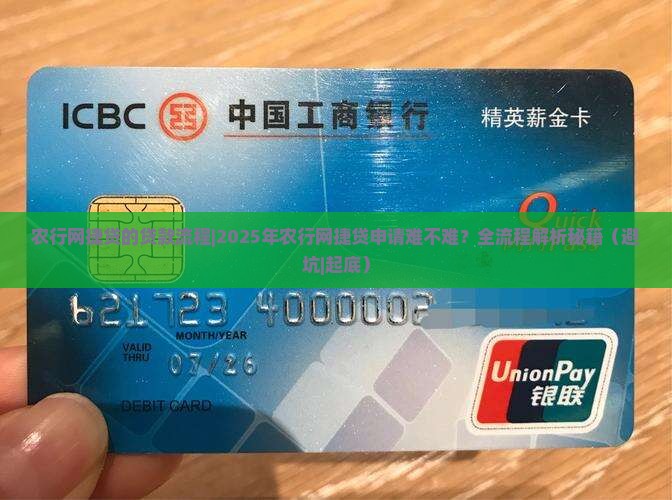 ICBC 中国工商银行
精英薪金卡
Quick
Pass
农行网捷贷的贷款流程|2025年农行网捷贷申请难不难？全流程解析秘籍（避
坑|起底）
621723 4000002
MONTH/YEAR
VALID
THRU
07/26
DEBIT CARD
UnionPay
银联